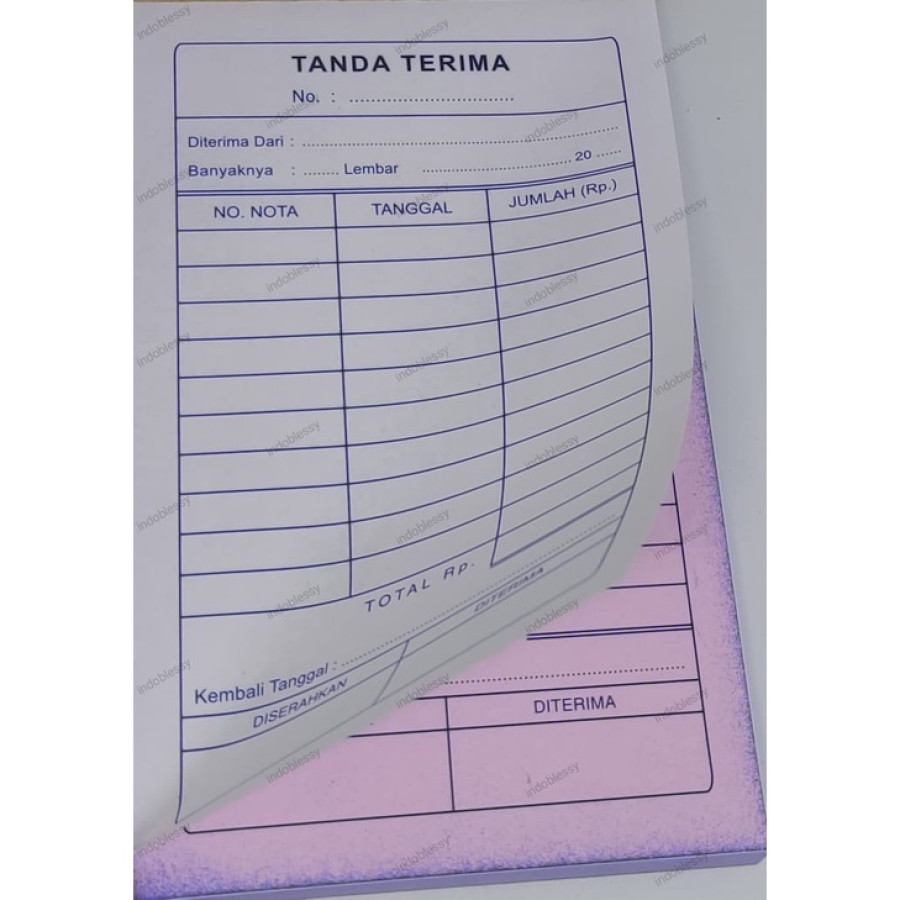 TANDA TERIMA
No. : ................................
Diterima Dari : ................................................................
Banyaknya : ........ Lembar .............................. 20 ......
NO. NOTA TANGGAL JUMLAH (Rp.)
TOTAL Rp.
Kembali Tanggal : ................................................
DISERAHKAN DITERIMA
DITERIMA
indoblessy